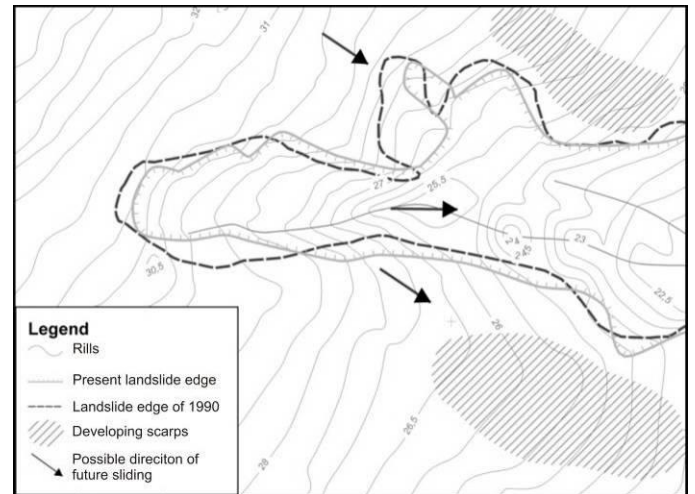 32
31
27
25,5
24
23
24,5
22,5
30,5
26
26,5
28
Legend
Rills
Present landslide edge
Landslide edge of 1990
Developing scarps
Possible direciton of
future sliding